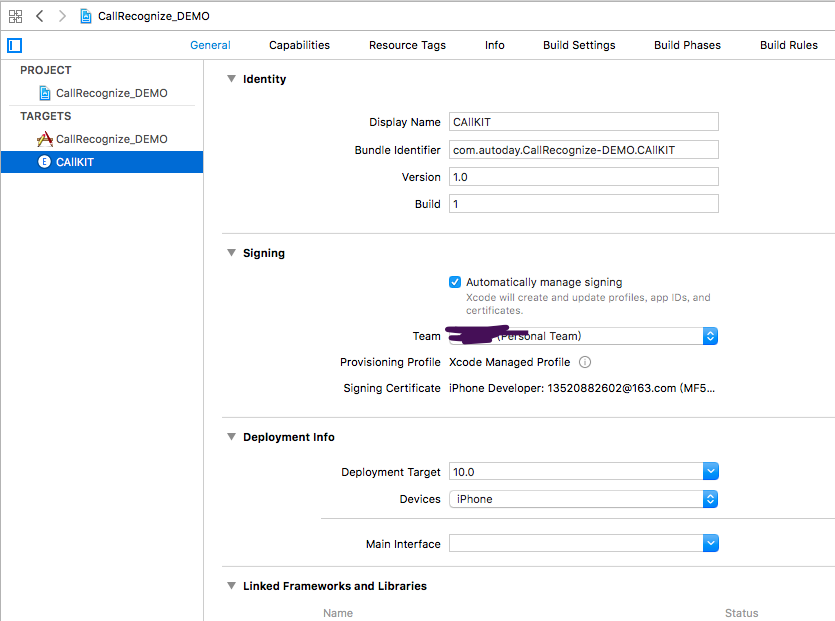 CallRecognize_DEMO
General Capabilities Resource Tags Info Build Settings Build Phases Build Rules
PROJECT
CallRecognize_DEMO
TARGETS
CallRecognize_DEMO
E CAllKIT
Identity
Display Name CAllKIT
Bundle Identifier com.autoday.CallRecognize-DEMO.CAllKIT
Version 1.0
Build 1
Signing
Automatically manage signing
Xcode will create and update profiles, app IDs, and
certificates.
Team (Personal Team)
Provisioning Profile Xcode Managed Profile
Signing Certificate iPhone Developer: 13520882602@163.com (MF5...
Deployment Info
Deployment Target 10.0
Devices iPhone
Main Interface
Linked Frameworks and Libraries
Name Status